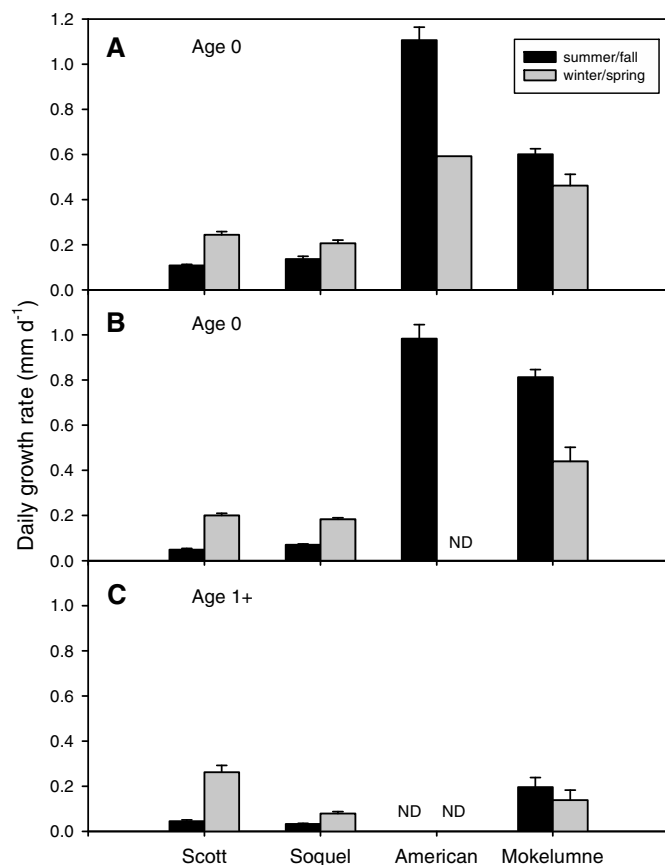 1.2
A Age 0
summer/fall
winter/spring
1.0
0.8
0.6
0.4
0.2
0.0
B Age 0
1.0
0.8
0.6
0.4
0.2
0.0
ND
Daily growth rate (mm d⁻¹)
C Age 1+
1.0
0.8
0.6
0.4
0.2
0.0
ND ND
Scott Soquel American Mokelumne